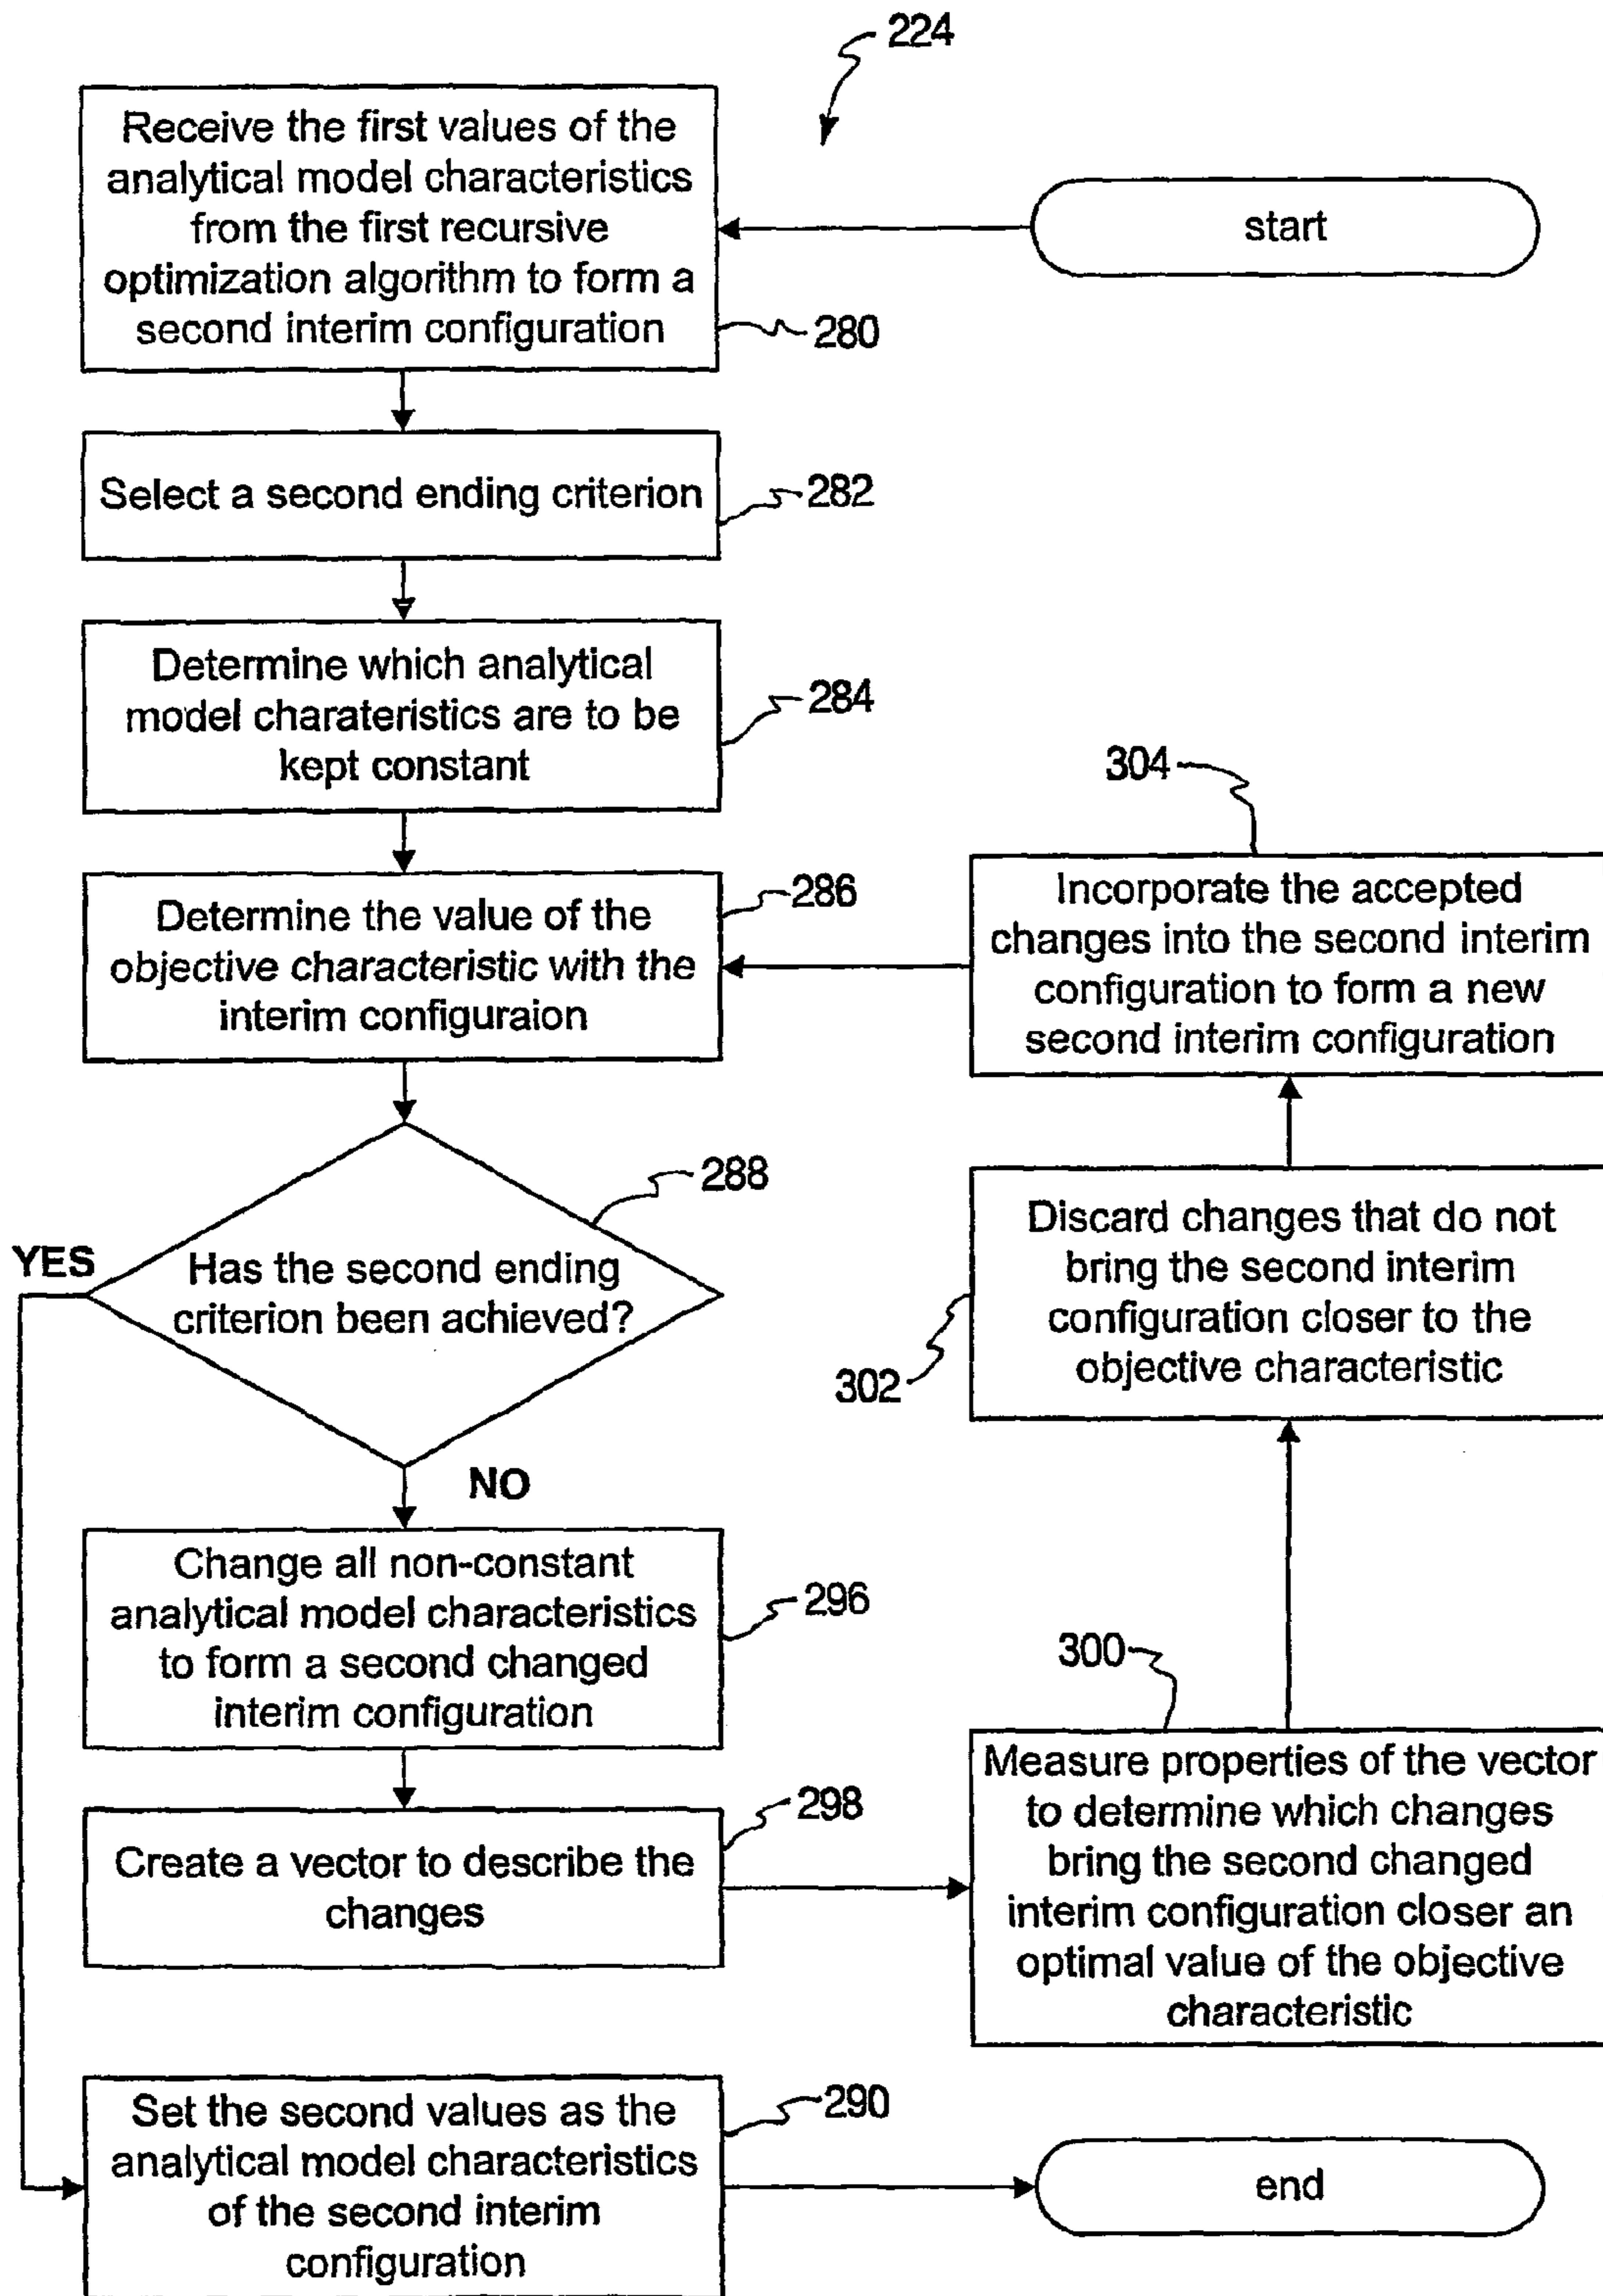 224
Receive the first values of the
analytical model characteristics
from the first recursive
optimization algorithm to form a
second interim configuration
280
start
Select a second ending criterion
282
Determine which analytical
model charateristics are to be
kept constant
284
Determine the value of the
objective characteristic with the
interim configuraion
286
304
Incorporate the accepted
changes into the second interim
configuration to form a new
second interim configuration
288
YES
Has the second ending
criterion been achieved?
NO
Discard changes that do not
bring the second interim
configuration closer to the
objective characteristic
302
Change all non-constant
analytical model characteristics
to form a second changed
interim configuration
296
Create a vector to describe the
changes
298
300
Measure properties of the vector
to determine which changes
bring the second changed
interim configuration closer an
optimal value of the objective
characteristic
Set the second values as the
analytical model characteristics
of the second interim
configuration
290
end